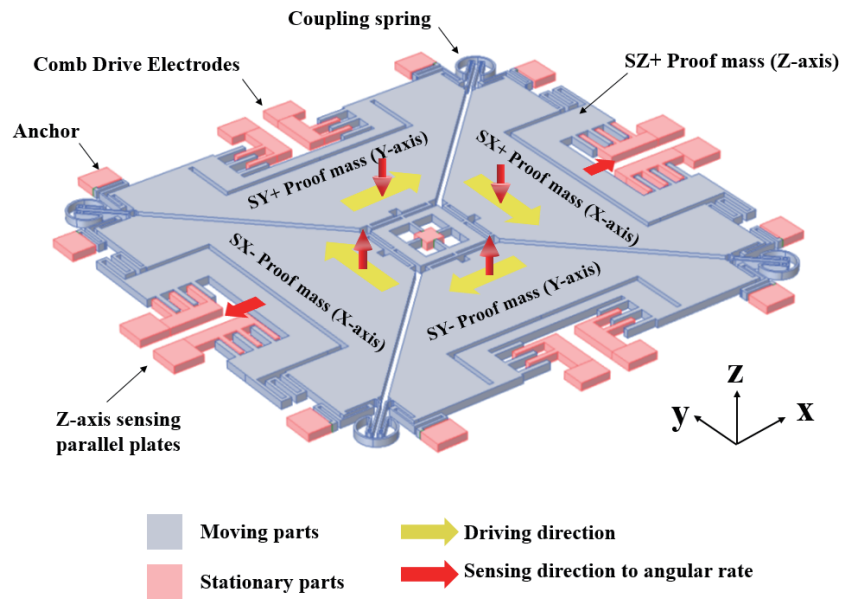 Coupling spring
Comb Drive Electrodes
SZ+ Proof mass (Z-axis)
Anchor
SY+ Proof mass (Y-axis)
SX+ Proof mass (X-axis)
SX- Proof mass (X-axis)
SY- Proof mass (Y-axis)
Z-axis sensing
parallel plates
z
y
x
Moving parts
Driving direction
Stationary parts
Sensing direction to angular rate